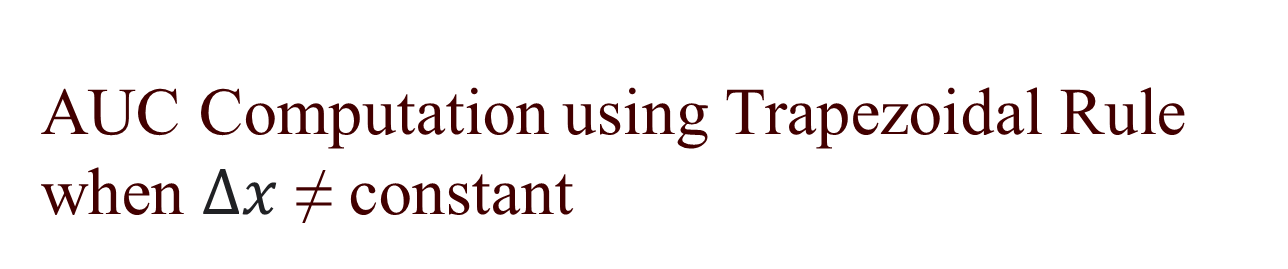 AUC Computation using Trapezoidal Rule
when Δx ≠ constant